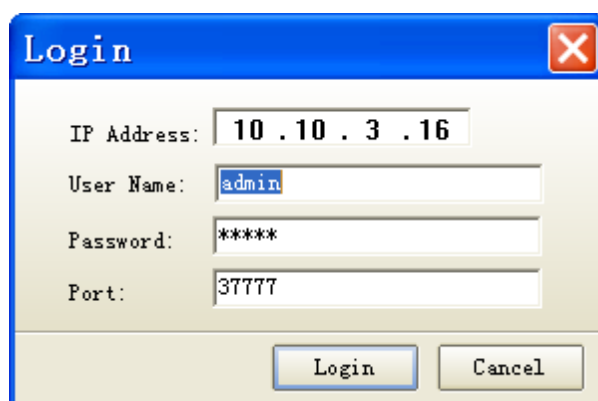 Login
IP Address: 10 . 10 . 3 . 16
User Name: admin
Password: *****
Port: 37777
Login Cancel